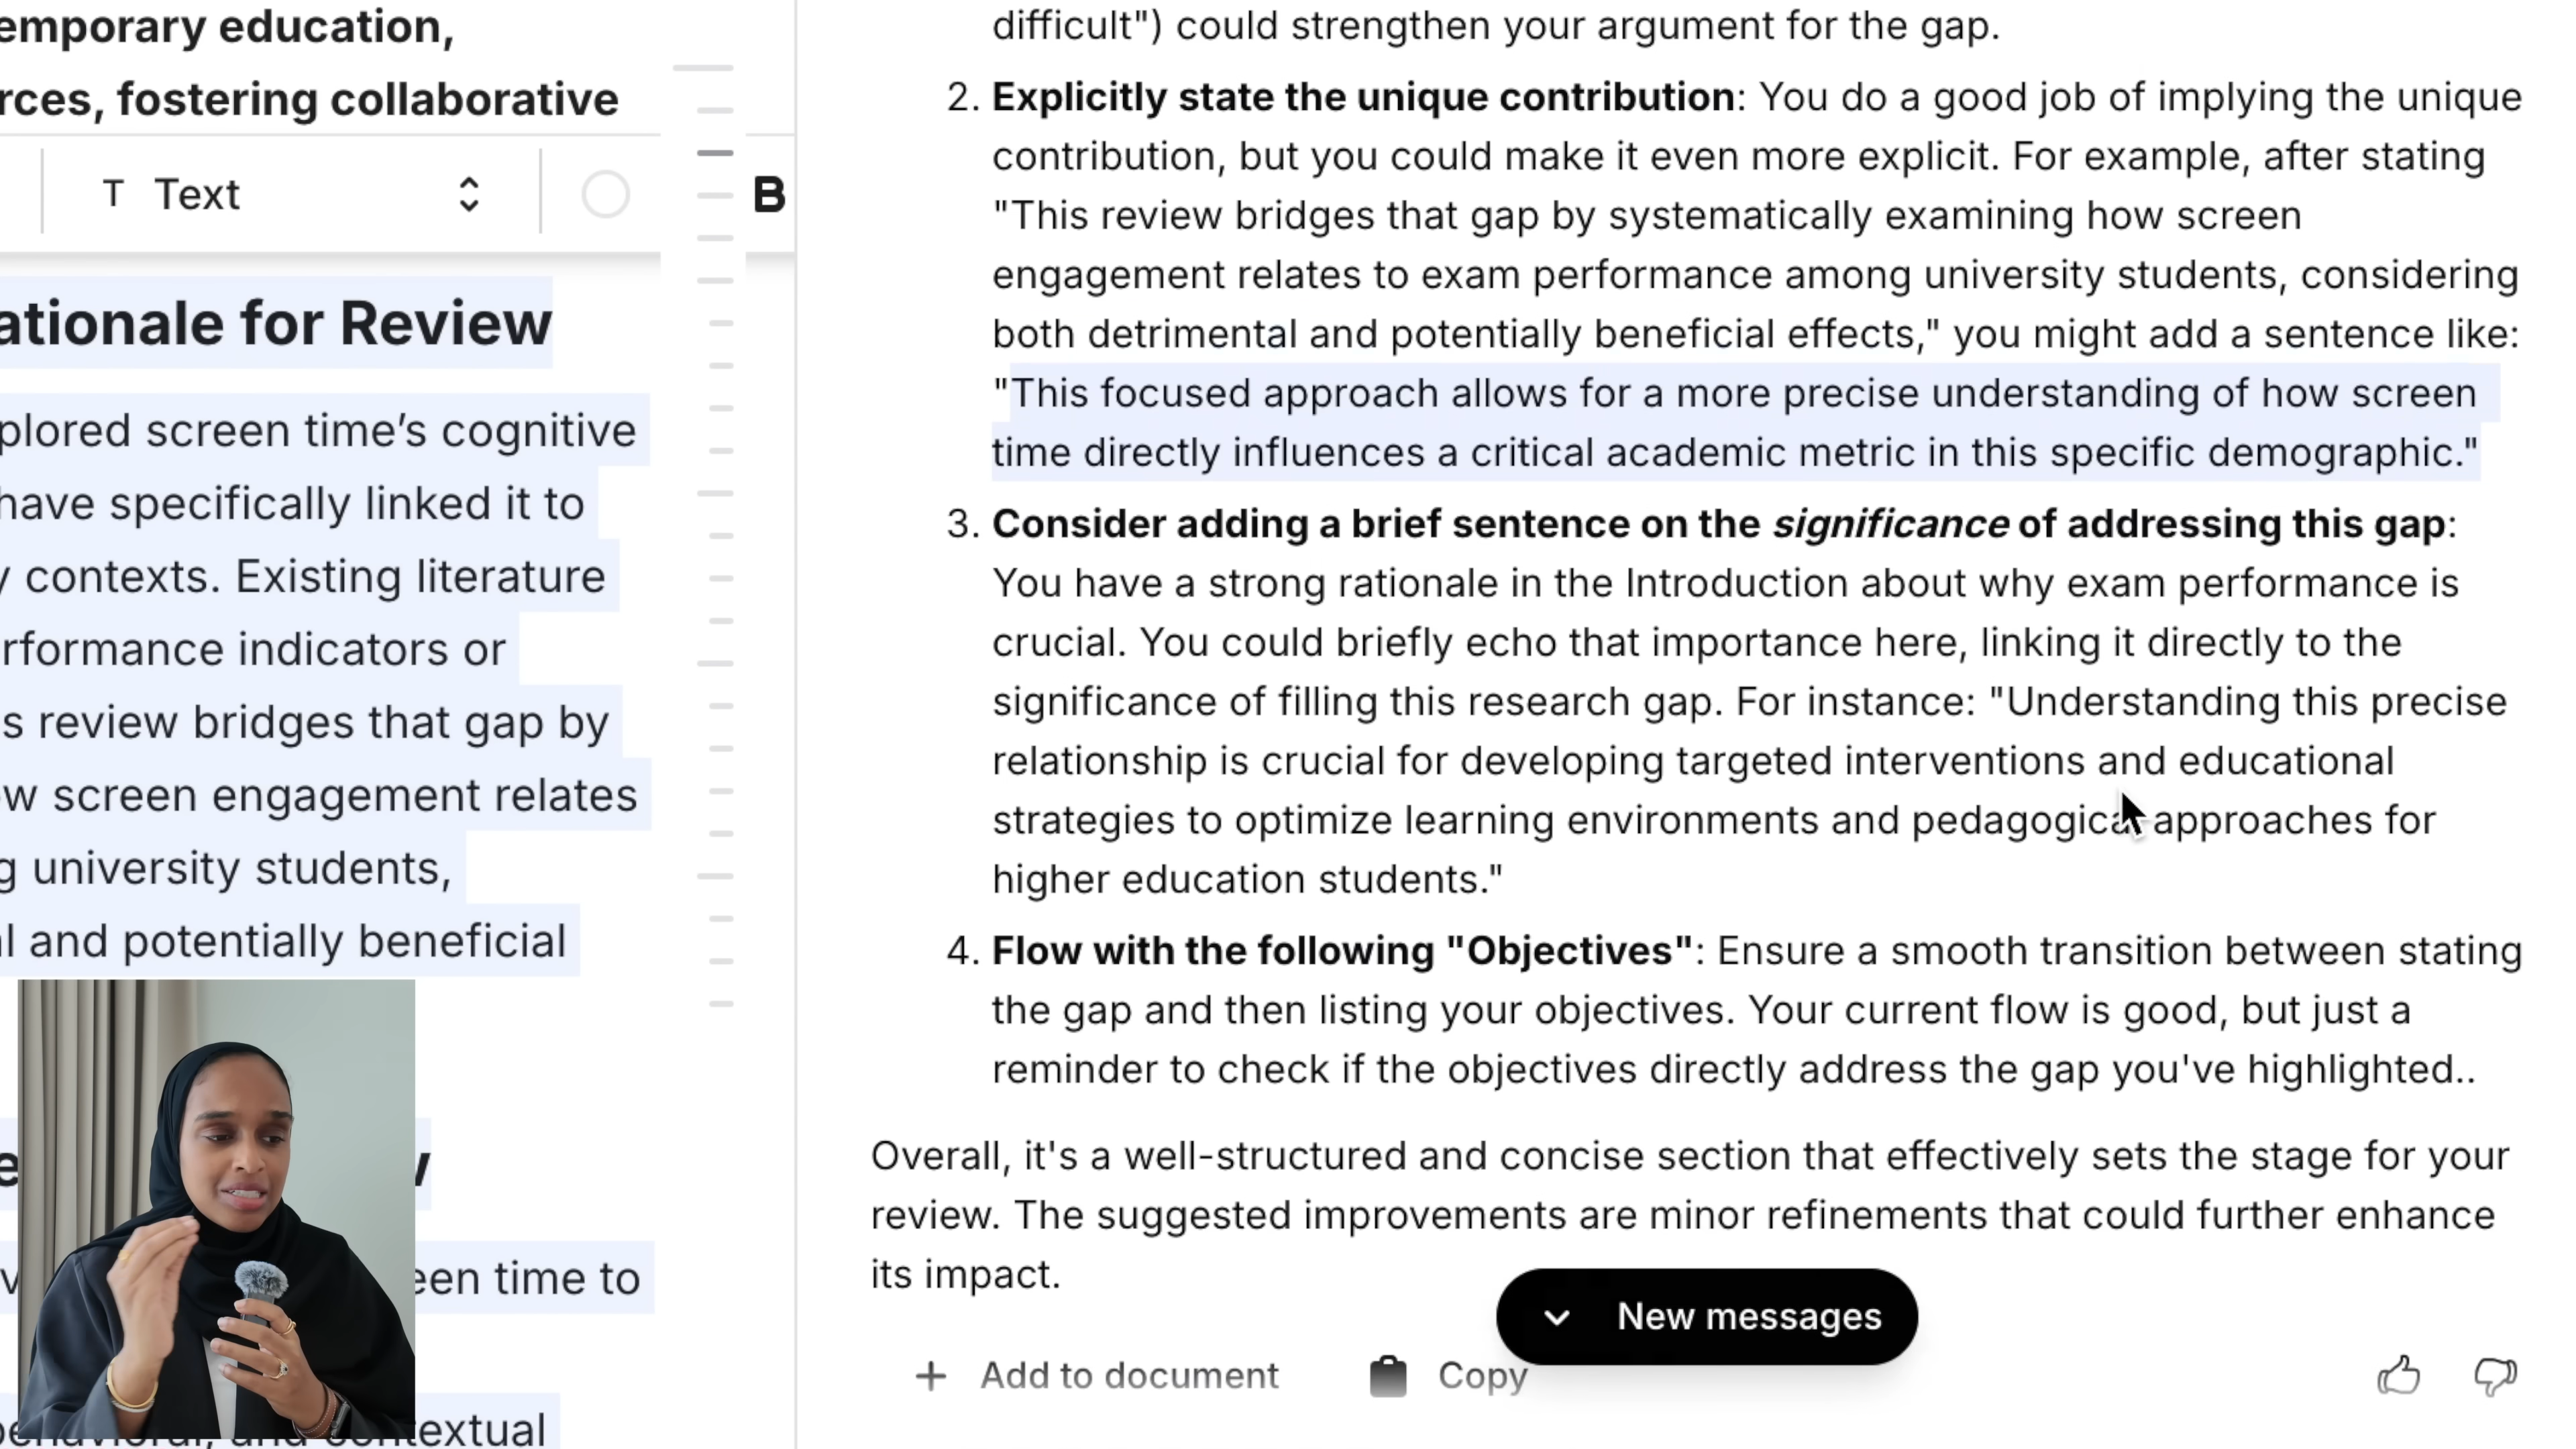 emporary education,
rces, fostering collaborative
T Text
B
ationale for Review
plored screen time’s cognitive
have specifically linked it to
y contexts. Existing literature
rformance indicators or
s review bridges that gap by
ow screen engagement relates
g university students,
al and potentially beneficial
een time to
and contextual
difficult") could strengthen your argument for the gap.
2. Explicitly state the unique contribution: You do a good job of implying the unique
contribution, but you could make it even more explicit. For example, after stating
"This review bridges that gap by systematically examining how screen
engagement relates to exam performance among university students, considering
both detrimental and potentially beneficial effects," you might add a sentence like:
"This focused approach allows for a more precise understanding of how screen
time directly influences a critical academic metric in this specific demographic."
3. Consider adding a brief sentence on the significance of addressing this gap:
You have a strong rationale in the Introduction about why exam performance is
crucial. You could briefly echo that importance here, linking it directly to the
significance of filling this research gap. For instance: "Understanding this precise
relationship is crucial for developing targeted interventions and educational
strategies to optimize learning environments and pedagogical approaches for
higher education students."
4. Flow with the following "Objectives": Ensure a smooth transition between stating
the gap and then listing your objectives. Your current flow is good, but just a
reminder to check if the objectives directly address the gap you've highlighted..
Overall, it's a well-structured and concise section that effectively sets the stage for your
review. The suggested improvements are minor refinements that could further enhance
its impact.
New messages
+ Add to document
Copy